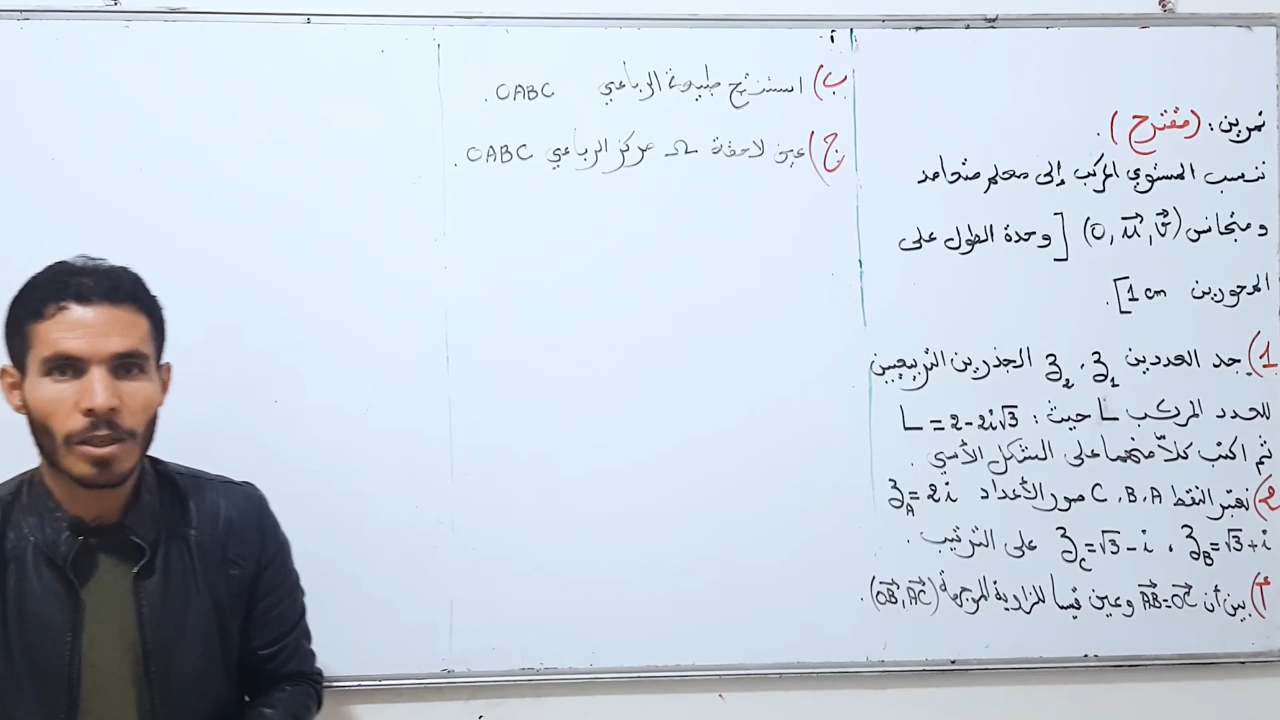 تمرين: (مقترح).
ننسب المستوي المركب إلى معلم متعامد
ومتجانس (O, u⃗, v⃗) [وحدة الطول على
المحورين 1cm].
1) جد العددين z₁، z₂ الجذرين التربيعيين
للعدد المركب L حيث: L = 2-2i√3
ثم اكتب كلاّ منهما على الشكل الأسي.
2) نعتبر النقط C، B، A صور الأعداد z_A = 2i
z_B = √3+i، z_C = √3-i على الترتيب.
أ) بين أن AB⃗ = OC⃗ وعين قيسا للزاوية الموجهة (OB⃗, AC⃗).
ب) استنتج طبيعة الرباعي OABC.
ج) عين لاحقة Ω مركز الرباعي OABC.